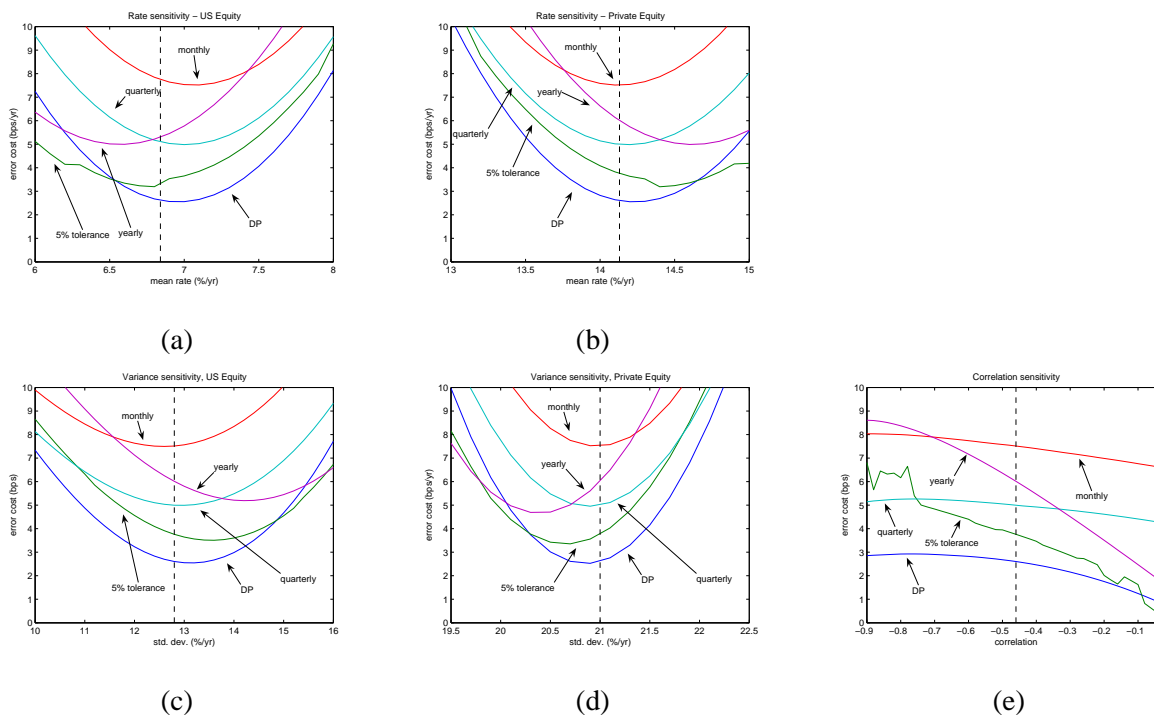 Rate sensitivity – US Equity
10
9
8
7
6
5
4
3
2
1
0
error cost (bps/yr)
monthly
quarterly
DP
5% tolerance
yearly
6 6.5 7 7.5 8
mean rate (%/yr)
(a)
Rate sensitivity – Private Equity
10
9
8
7
6
5
4
3
2
1
0
error cost (bps/yr)
monthly
yearly
quarterly
5% tolerance
DP
13 13.5 14 14.5 15
mean rate (%/yr)
(b)
Variance sensitivity, US Equity
10
9
8
7
6
5
4
3
2
1
0
error cost (bps)
monthly
yearly
quarterly
5% tolerance
DP
10 11 12 13 14 15 16
std. dev. (%/yr)
(c)
Variance sensitivity, Private Equity
10
9
8
7
6
5
4
3
2
1
0
error cost (bps/yr)
monthly
yearly
quarterly
5% tolerance
DP
19.5 20 20.5 21 21.5 22 22.5
std. dev. (%/yr)
(d)
Correlation sensitivity
10
9
8
7
6
5
4
3
2
1
0
error cost (bps)
yearly
monthly
quarterly
5% tolerance
DP
−0.9 −0.8 −0.7 −0.6 −0.5 −0.4 −0.3 −0.2 −0.1
correlation
(e)